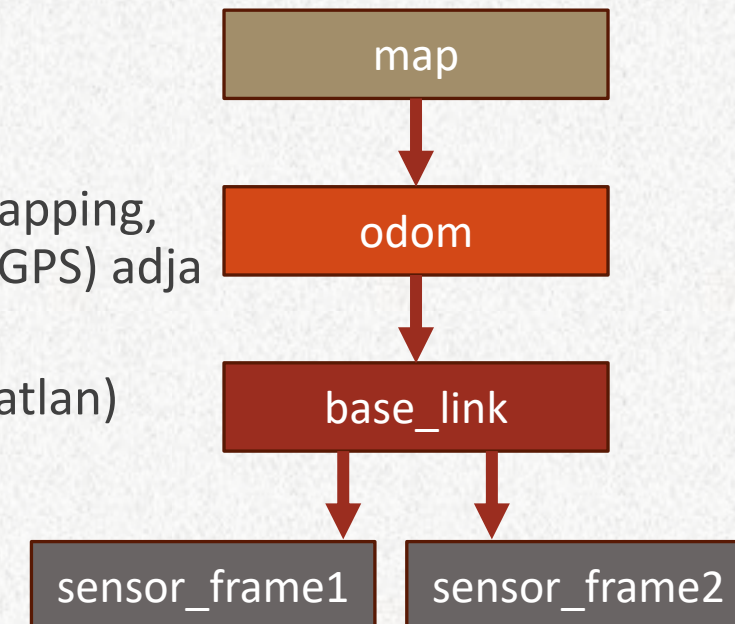 map
apping,
GPS) adja
odom
atlan)
base_link
sensor_frame1
sensor_frame2